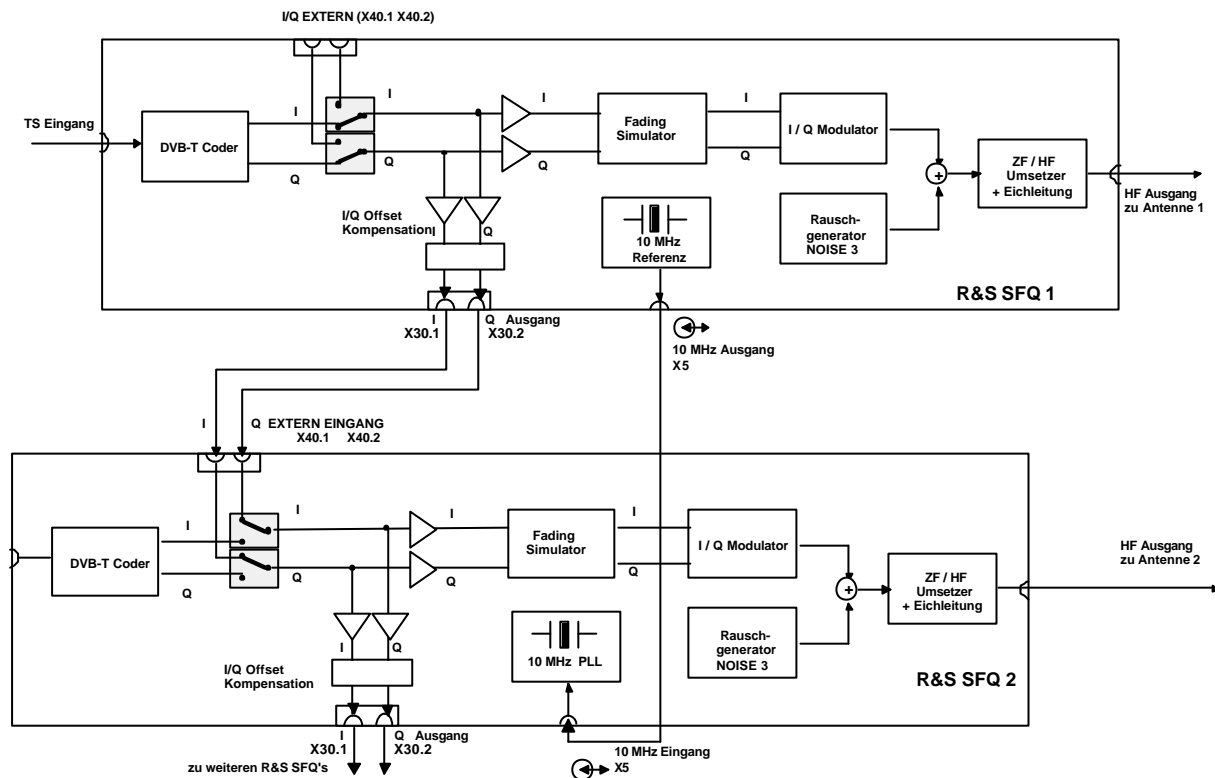 I/Q EXTERN (X40.1 X40.2)
TS Eingang
DVB-T Coder
I
Q
I
Q
I
Q
Fading
Simulator
I
Q
I / Q Modulator
+
ZF / HF
Umsetzer
+ Eichleitung
HF Ausgang
zu Antenne 1
I/Q Offset
Kompensation
I
Q
10 MHz
Referenz
Rausch-
generator
NOISE 3
R&S SFQ 1
I
X30.1
Q Ausgang
X30.2
10 MHz Ausgang
X5
I
Q EXTERN EINGANG
X40.1 X40.2
DVB-T Coder
I
Q
I
Q
I
Q
Fading
Simulator
I
Q
I / Q Modulator
+
ZF / HF
Umsetzer
+ Eichleitung
HF Ausgang
zu Antenne 2
I/Q Offset
Kompensation
I
Q
10 MHz PLL
Rausch-
generator
NOISE 3
R&S SFQ 2
I
X30.1
Q Ausgang
X30.2
zu weiteren R&S SFQ's
10 MHz Eingang
X5